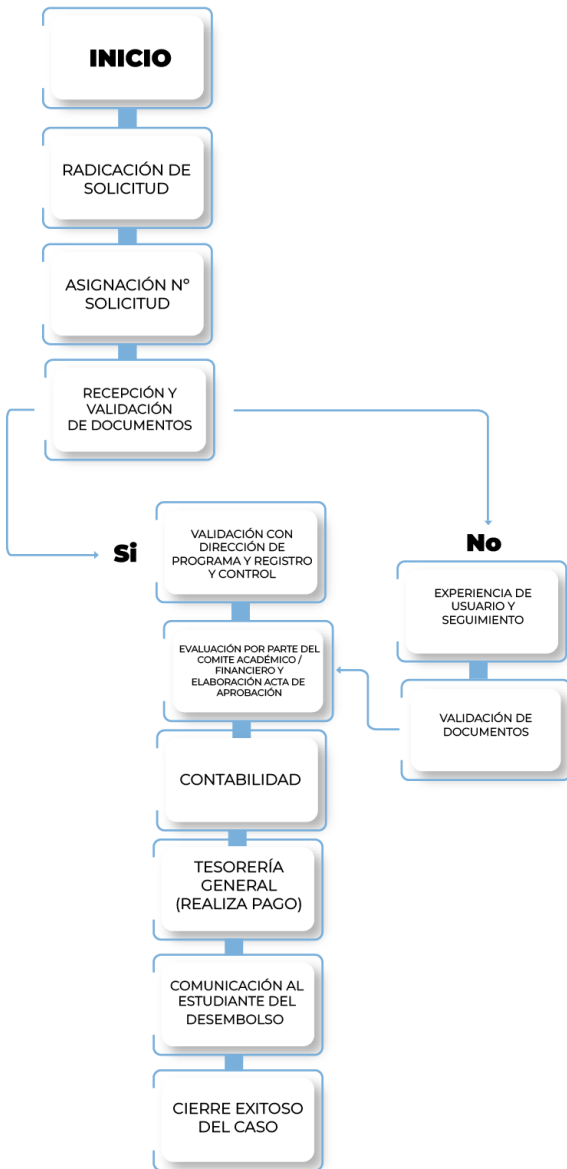 INICIO
RADICACIÓN DE
SOLICITUD
ASIGNACIÓN Nº
SOLICITUD
RECEPCIÓN Y
VALIDACIÓN
DE DOCUMENTOS
Si
VALIDACIÓN CON
DIRECCIÓN DE
PROGRAMA Y REGISTRO
Y CONTROL
No
EXPERIENCIA DE
USUARIO Y
SEGUIMIENTO
VALIDACIÓN DE
DOCUMENTOS
EVALUACIÓN POR PARTE DEL
COMITE ACADÉMICO /
FINANCIERO Y
ELABORACIÓN ACTA DE
APROBACIÓN
CONTABILIDAD
TESORERÍA
GENERAL
(REALIZA PAGO)
COMUNICACIÓN AL
ESTUDIANTE DEL
DESEMBOLSO
CIERRE EXITOSO
DEL CASO